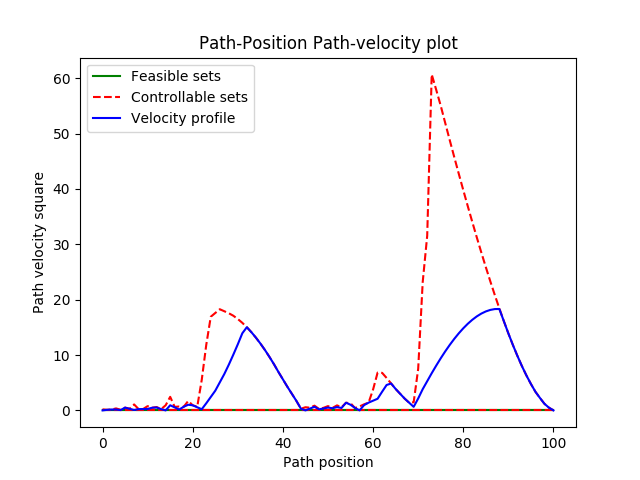 Path-Position Path-velocity plot
Feasible sets
Controllable sets
Velocity profile
Path velocity square
60
50
40
30
20
10
0
0 20 40 60 80 100
Path position